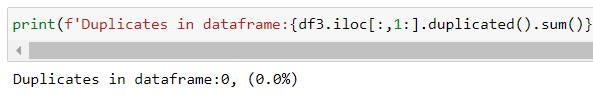 print(f'Duplicates in dataframe:{df3.iloc[:,1:].duplicated().sum()}
Duplicates in dataframe:0, (0.0%)